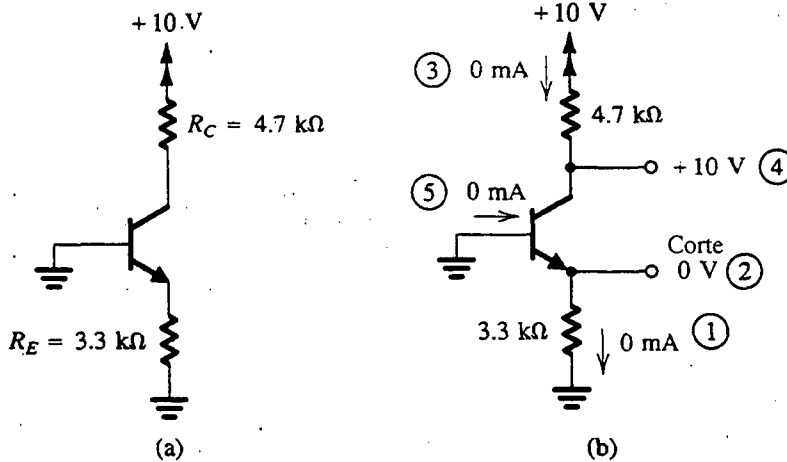 + 10 V
R_C = 4.7 kΩ
R_E = 3.3 kΩ
(a)
+ 10 V
③ 0 mA
4.7 kΩ
+ 10 V ④
⑤ 0 mA
Corte
0 V ②
3.3 kΩ
0 mA ①
(b)